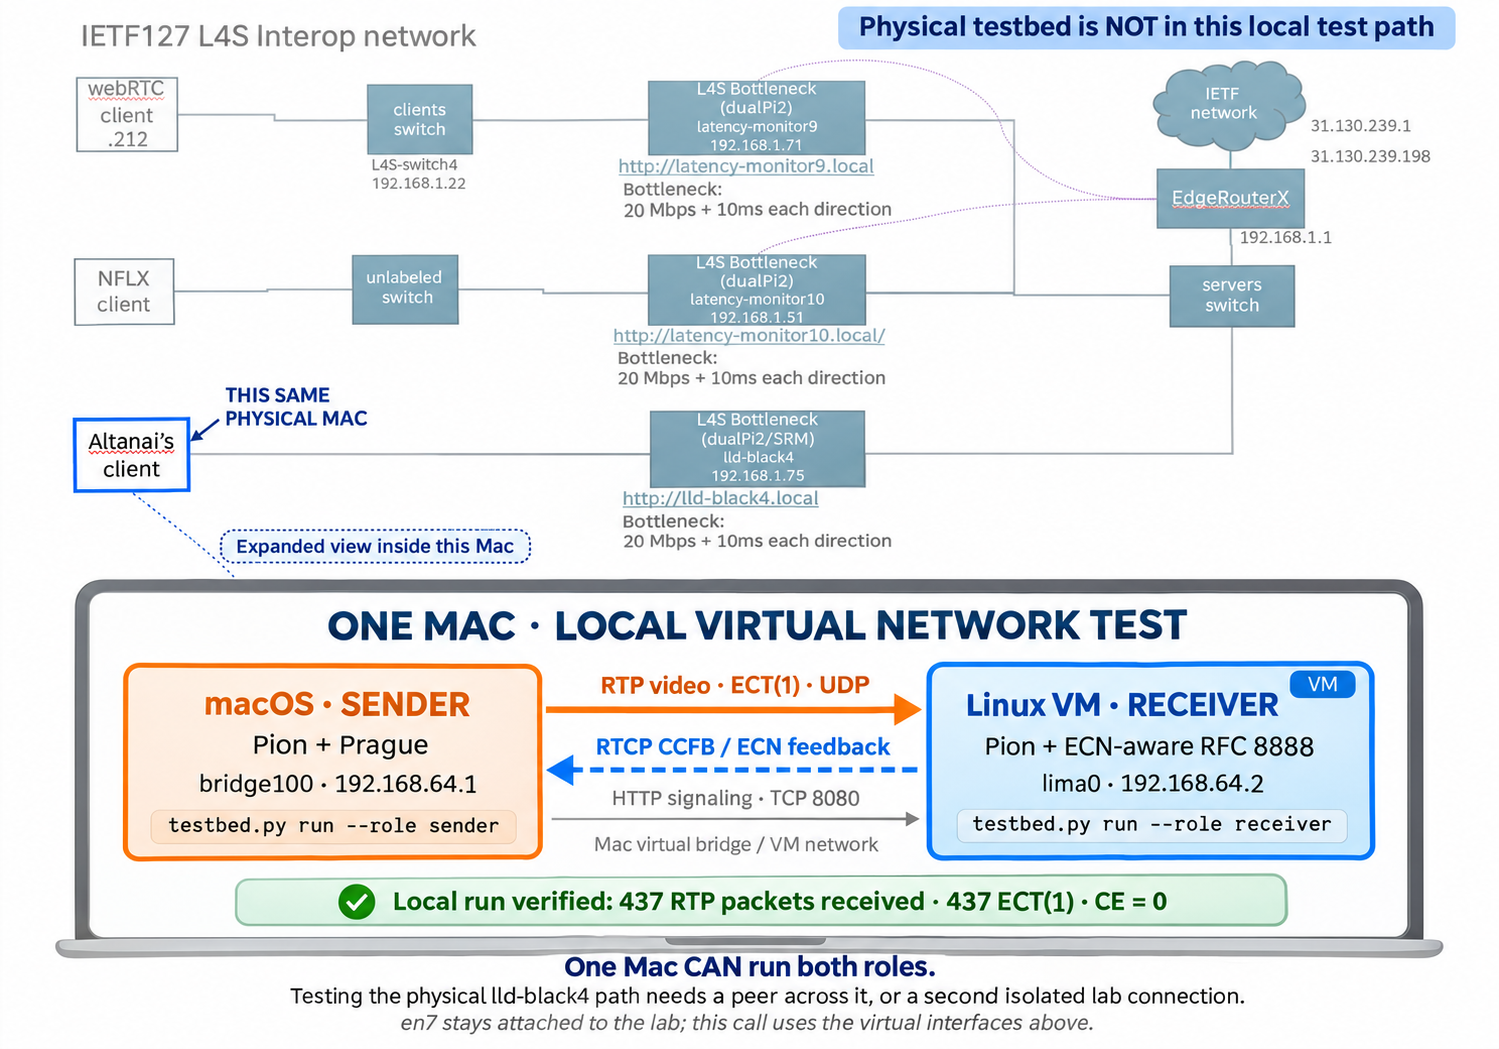 IETF127 L4S Interop network
Physical testbed is NOT in this local test path
webRTC
client
.212
clients
switch
L4S-switch4
192.168.1.22
L4S Bottleneck
(dualPi2)
latency-monitor9
192.168.1.71
http://latency-monitor9.local
Bottleneck:
20 Mbps + 10ms each direction
IETF
network
31.130.239.1
31.130.239.198
EdgeRouterX
192.168.1.1
NFLX
client
unlabeled
switch
L4S Bottleneck
(dualPi2)
latency-monitor10
192.168.1.51
http://latency-monitor10.local/
Bottleneck:
20 Mbps + 10ms each direction
servers
switch
THIS SAME
PHYSICAL MAC
Altanai’s
client
L4S Bottleneck
(dualPi2/SRM)
lld-black4
192.168.1.75
http://lld-black4.local
Bottleneck:
20 Mbps + 10ms each direction
Expanded view inside this Mac
ONE MAC · LOCAL VIRTUAL NETWORK TEST
macOS · SENDER
Pion + Prague
bridge100 · 192.168.64.1
testbed.py run --role sender
RTP video · ECT(1) · UDP
RTCP CCFB / ECN feedback
HTTP signaling · TCP 8080
Mac virtual bridge / VM network
VM
Linux VM · RECEIVER
Pion + ECN-aware RFC 8888
lima0 · 192.168.64.2
testbed.py run --role receiver
Local run verified: 437 RTP packets received · 437 ECT(1) · CE = 0
One Mac CAN run both roles.
Testing the physical lld-black4 path needs a peer across it, or a second isolated lab connection.
en7 stays attached to the lab; this call uses the virtual interfaces above.